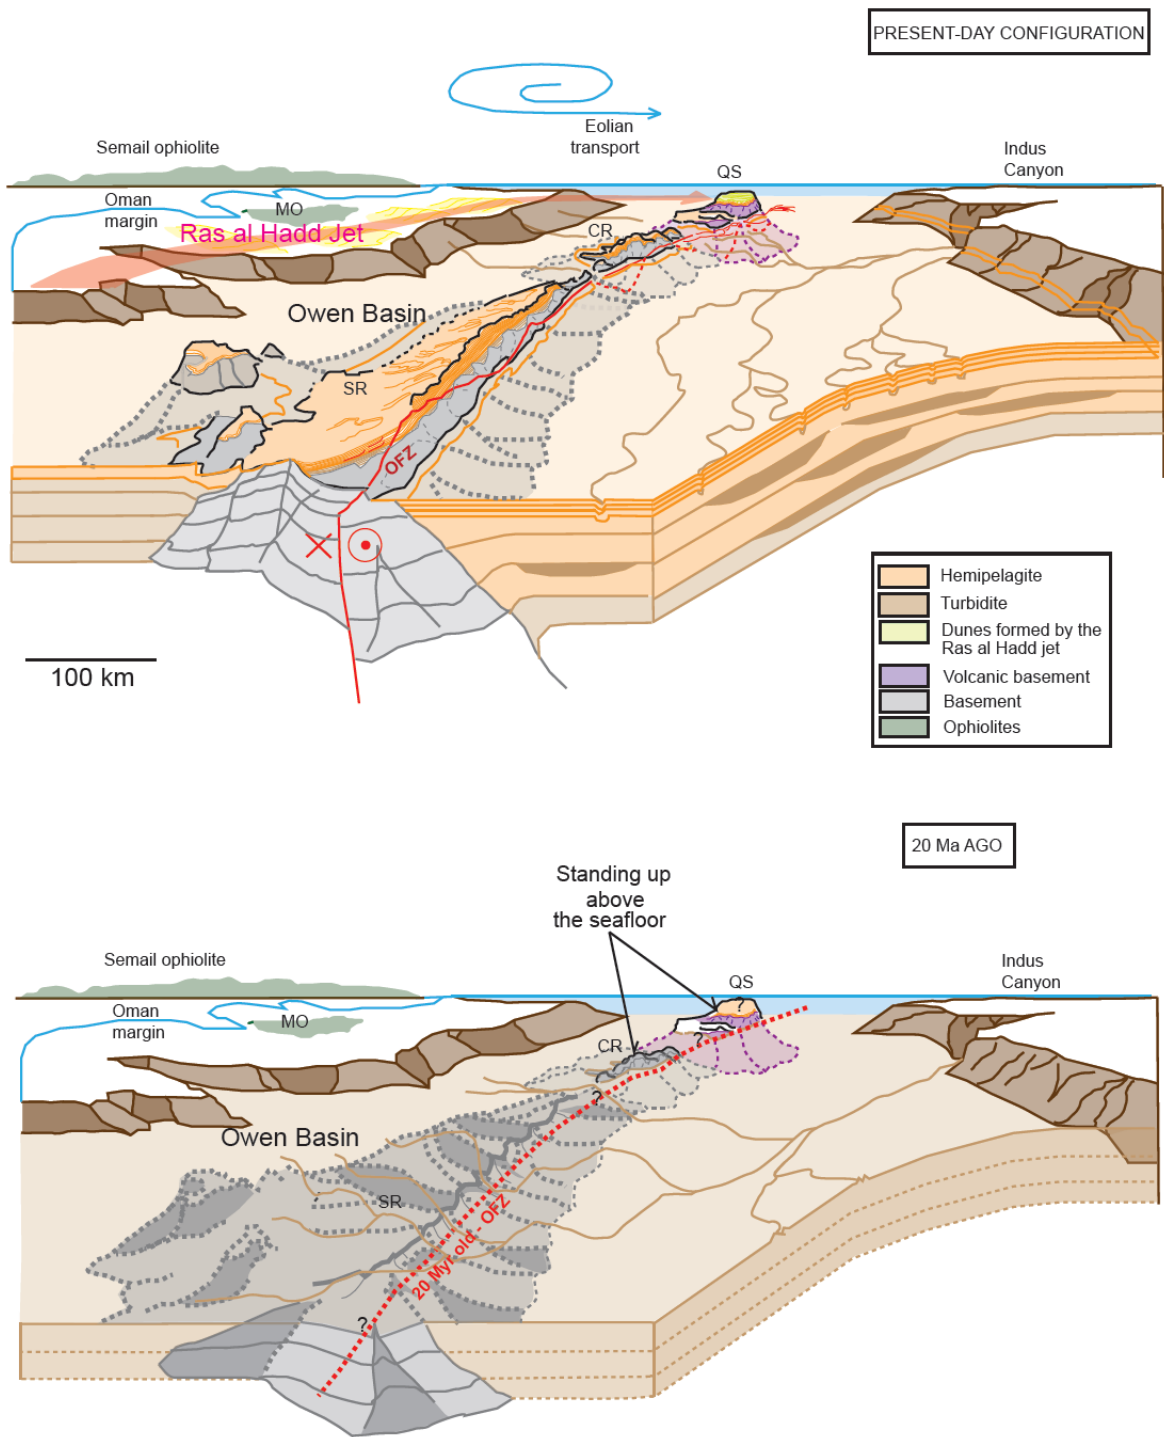 PRESENT-DAY CONFIGURATION
Eolian
transport
Semail ophiolite
QS
Indus
Canyon
Oman
margin
MO
Ras al Hadd Jet
CR
Owen Basin
SR
OFZ
100 km
Hemipelagite
Turbidite
Dunes formed by the
Ras al Hadd jet
Volcanic basement
Basement
Ophiolites
20 Ma AGO
Standing up
above
the seafloor
Semail ophiolite
QS
Indus
Canyon
Oman
margin
MO
?
?
CR
?
Owen Basin
SR
20 Myr old - OFZ
?